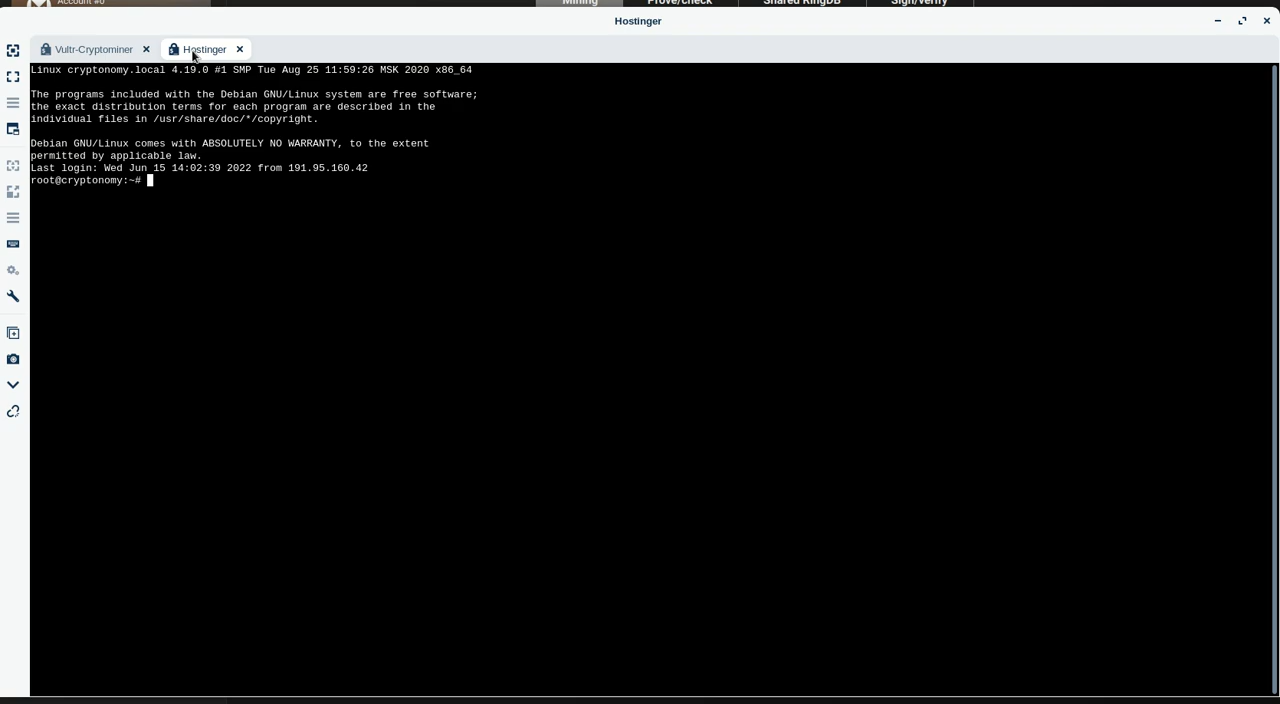 Account #0
Mining
Prove/check
Shared RingDB
Sign/verify
Hostinger
Vultr-Cryptominer
Hostinger
Linux cryptonomy.local 4.19.0 #1 SMP Tue Aug 25 11:59:26 MSK 2020 x86_64
The programs included with the Debian GNU/Linux system are free software;
the exact distribution terms for each program are described in the
individual files in /usr/share/doc/*/copyright.
Debian GNU/Linux comes with ABSOLUTELY NO WARRANTY, to the extent
permitted by applicable law.
Last login: Wed Jun 15 14:02:39 2022 from 191.95.160.42
root@cryptonomy:~#